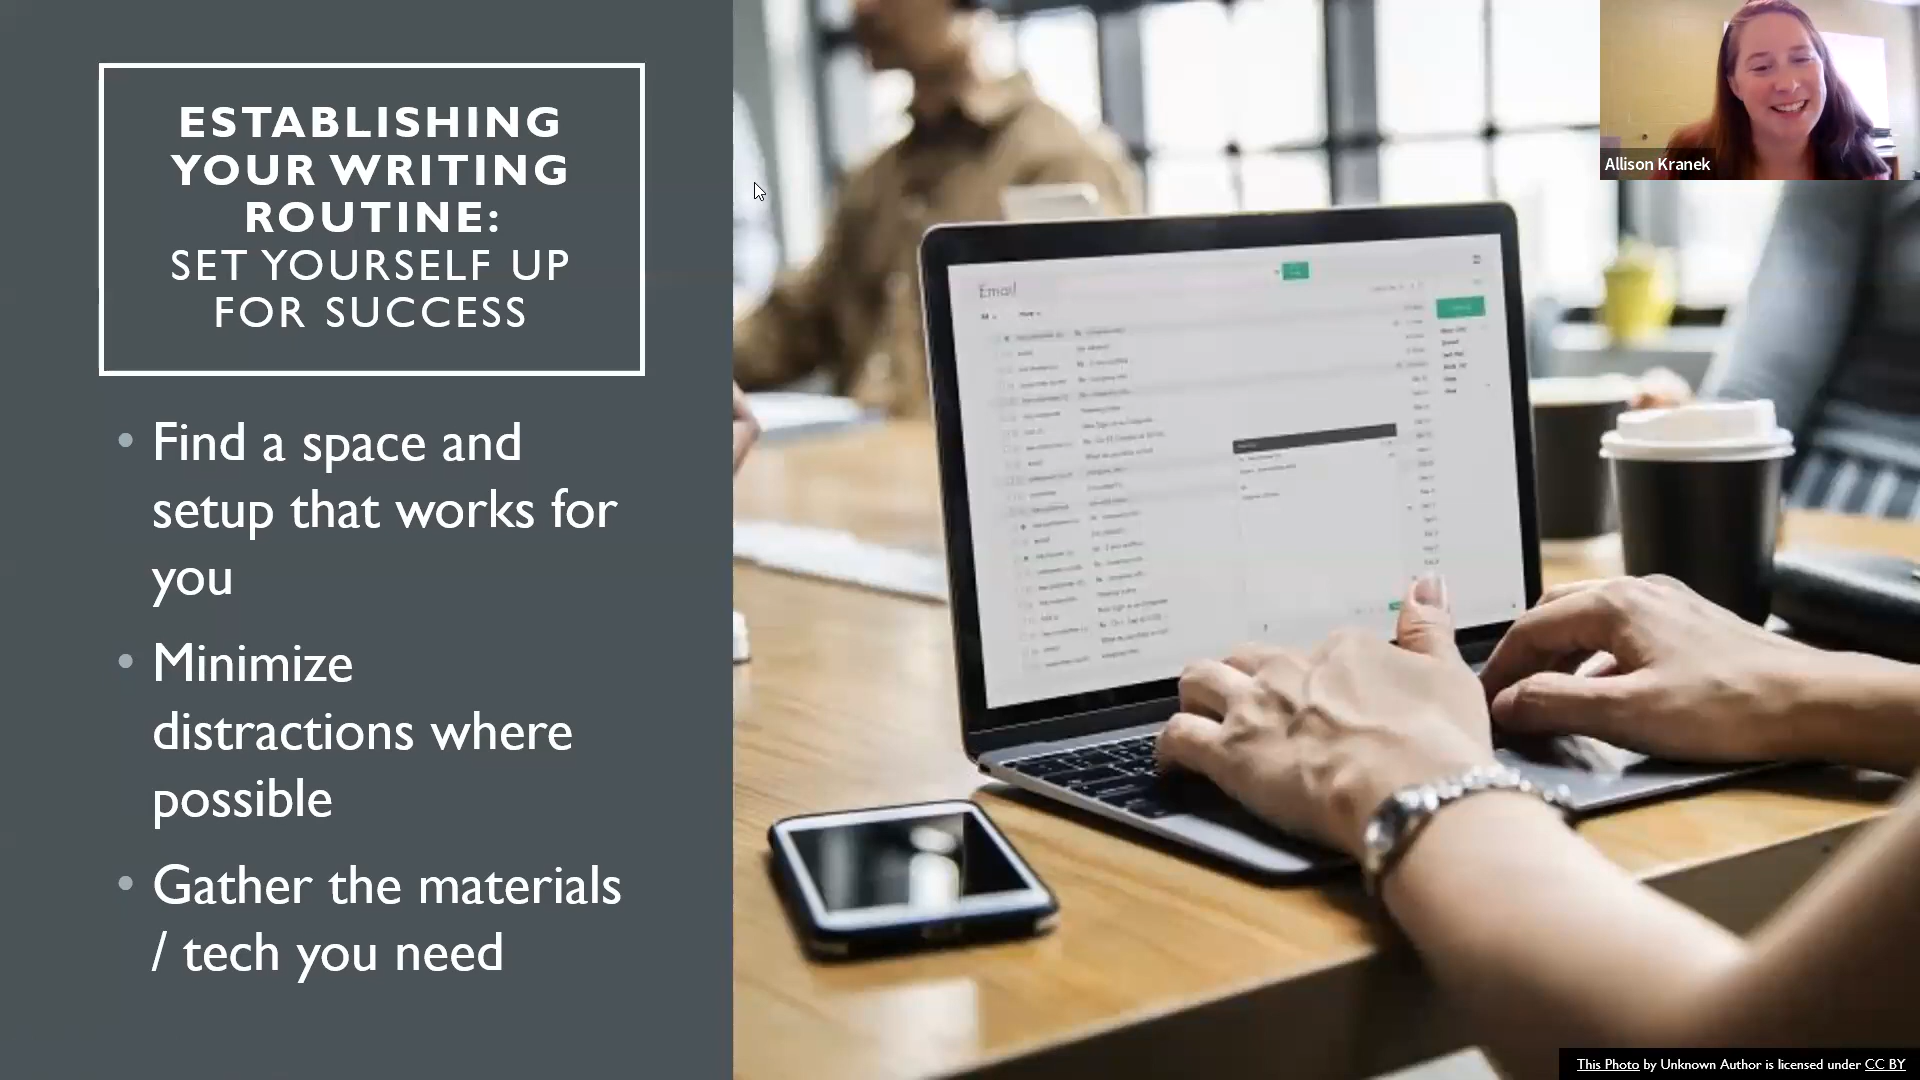 ESTABLISHING
YOUR WRITING
ROUTINE:
SET YOURSELF UP
FOR SUCCESS
• Find a space and
setup that works for
you
• Minimize
distractions where
possible
• Gather the materials
/ tech you need
Allison Kranek
Email
This Photo by Unknown Author is licensed under CC BY